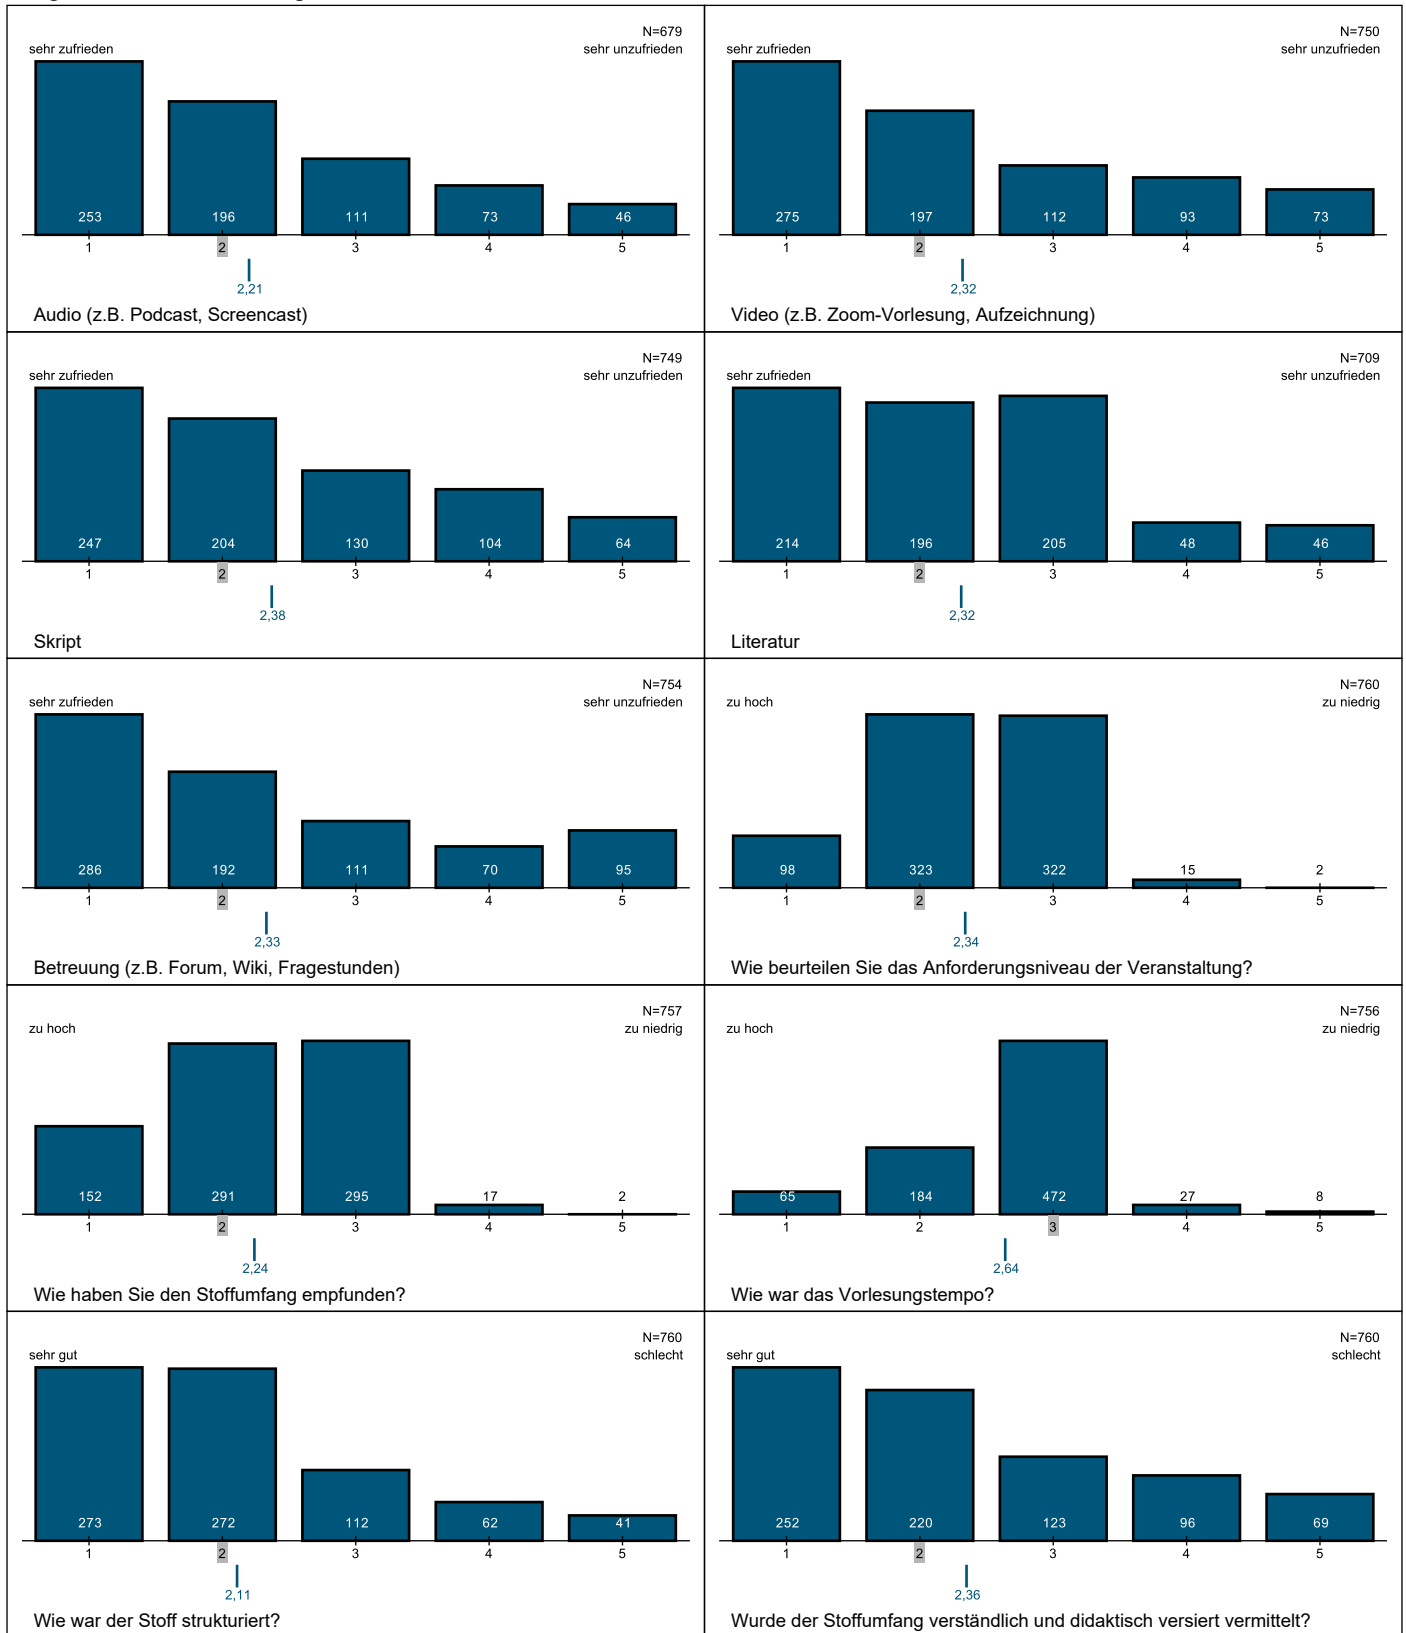 N=679
sehr zufrieden sehr unzufrieden
253 196 111 73 46
1 2 3 4 5
2,21
Audio (z.B. Podcast, Screencast)
N=750
sehr zufrieden sehr unzufrieden
275 197 112 93 73
1 2 3 4 5
2,32
Video (z.B. Zoom-Vorlesung, Aufzeichnung)
N=749
sehr zufrieden sehr unzufrieden
247 204 130 104 64
1 2 3 4 5
2,38
Skript
N=709
sehr zufrieden sehr unzufrieden
214 196 205 48 46
1 2 3 4 5
2,32
Literatur
N=754
sehr zufrieden sehr unzufrieden
286 192 111 70 95
1 2 3 4 5
2,33
Betreuung (z.B. Forum, Wiki, Fragestunden)
N=760
zu hoch zu niedrig
98 323 322 15 2
1 2 3 4 5
2,34
Wie beurteilen Sie das Anforderungsniveau der Veranstaltung?
N=757
zu hoch zu niedrig
152 291 295 17 2
1 2 3 4 5
2,24
Wie haben Sie den Stoffumfang empfunden?
N=756
zu hoch zu niedrig
65 184 472 27 8
1 2 3 4 5
2,64
Wie war das Vorlesungstempo?
N=760
sehr gut schlecht
273 272 112 62 41
1 2 3 4 5
2,11
Wie war der Stoff strukturiert?
N=760
sehr gut schlecht
252 220 123 96 69
1 2 3 4 5
2,36
Wurde der Stoffumfang verständlich und didaktisch versiert vermittelt?